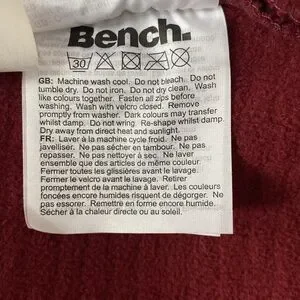 Bench.
30
GB: Machine wash cool. Do not bleach. Do not
tumble dry. Do not iron. Do not dry clean. Wash
like colours together. Fasten all zips before
washing. Wash with velcro closed. Remove
promptly from washer. Dark colours may transfer
whilst damp. Do not wring. Re-shape whilst damp.
Dry away from direct heat and sunlight.
FR: Laver à la machine cycle froid. Ne pas
javelliser. Ne pas sécher en tambour. Ne pas
repasser. Ne pas nettoyer à sec. Ne laver
ensemble que des articles de même couleur.
Fermer toutes les glissières avant le lavage.
Fermer le velcro avant le lavage. Retirer
promptement de la machine à laver. Les couleurs
foncées encore humides risquent de dégorger. Ne
pas essorer. Remettre en forme encore humide.
Sécher à la chaleur directe ou au soleil.